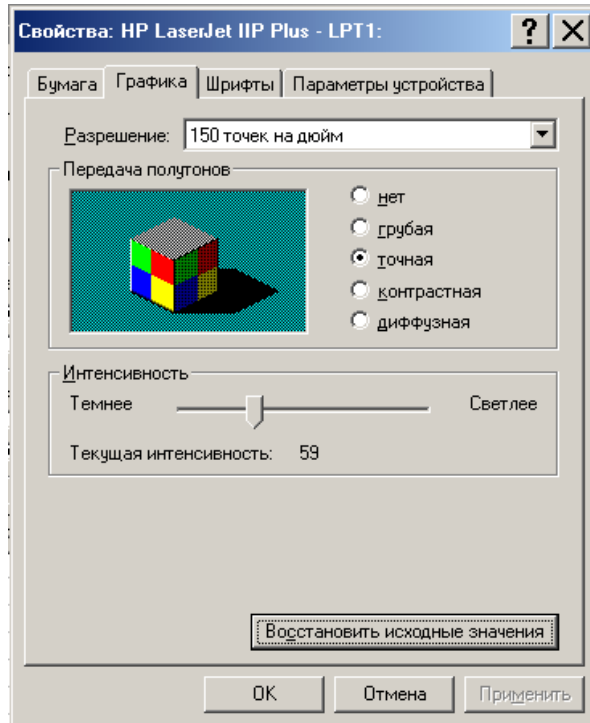 Свойства: HP LaserJet IIP Plus - LPT1:
Бумага Графика Шрифты Параметры устройства
Разрешение: 150 точек на дюйм
Передача полутонов
нет
грубая
точная
контрастная
диффузная
Интенсивность
Темнее Светлее
Текущая интенсивность: 59
Восстановить исходные значения
OK Отмена Применить